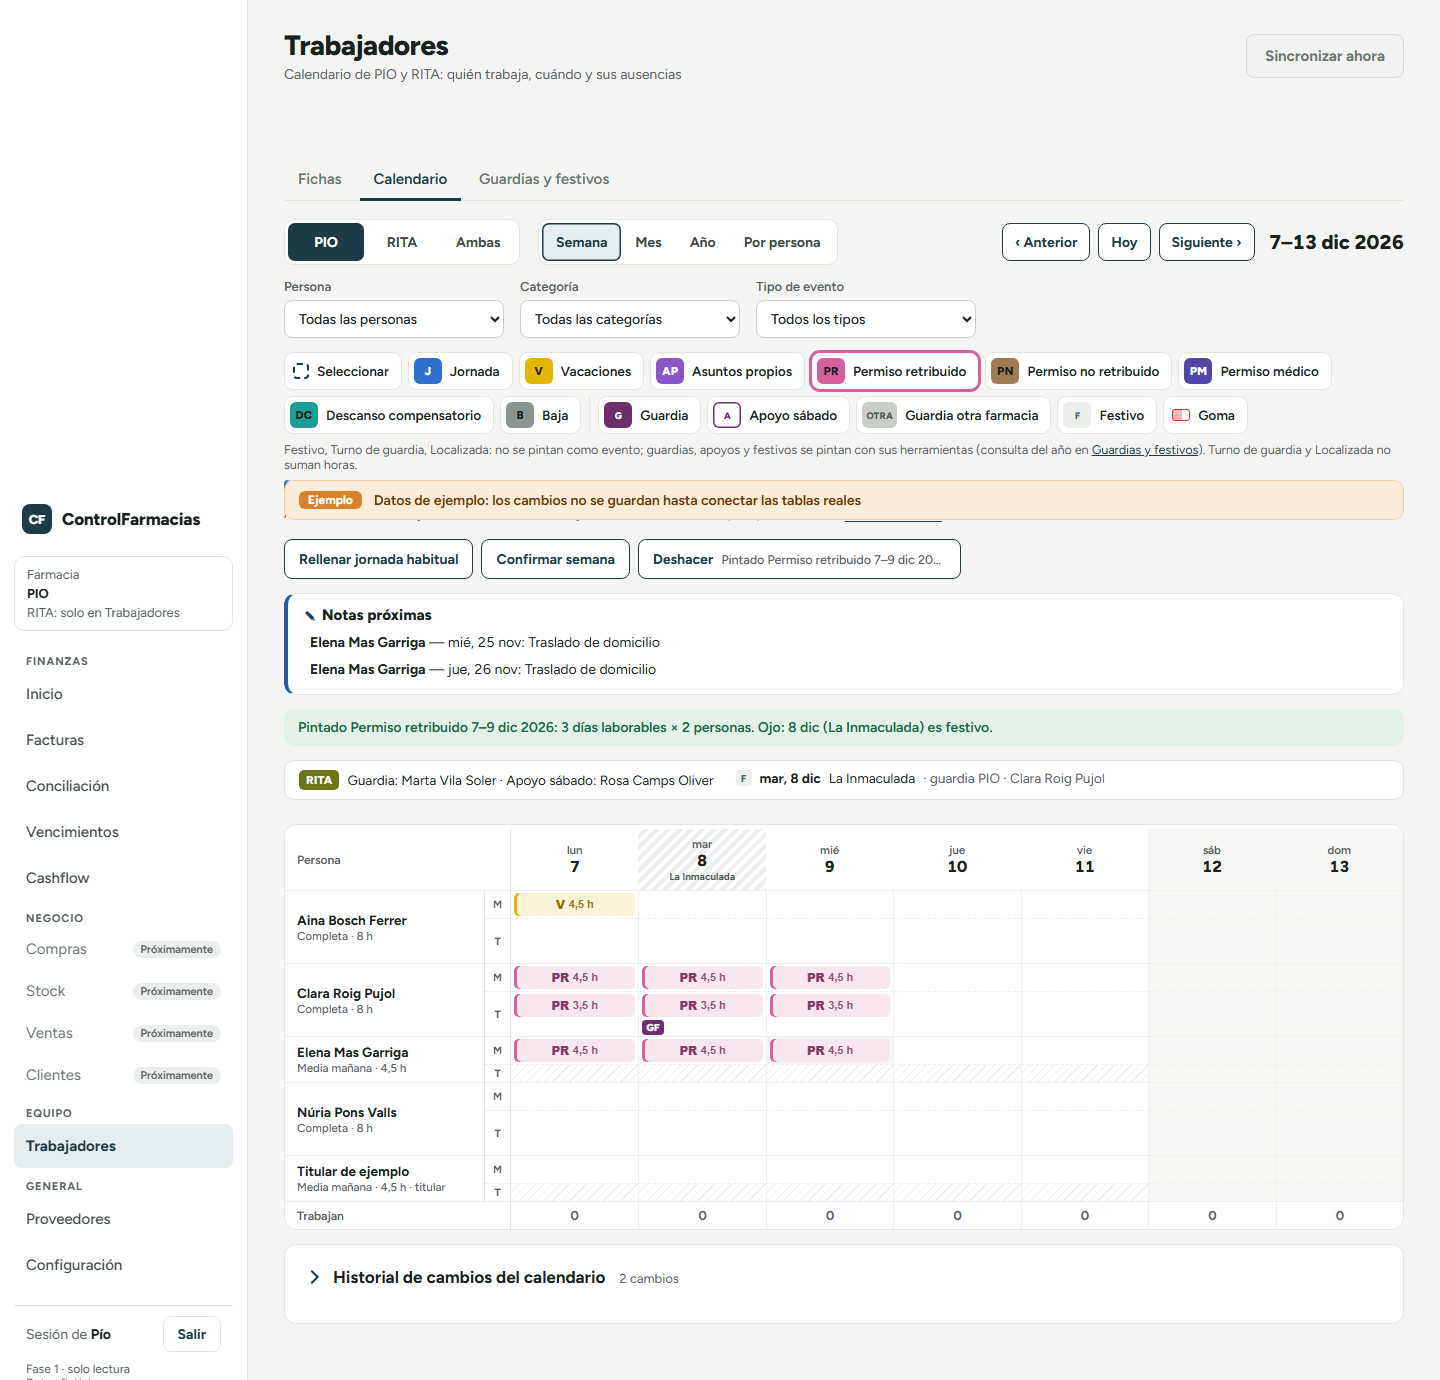 CF ControlFarmacias
Farmacia
PIO
RITA: solo en Trabajadores
FINANZAS
Inicio
Facturas
Conciliación
Vencimientos
Cashflow
NEGOCIO
Compras Próximamente
Stock Próximamente
Ventas Próximamente
Clientes Próximamente
EQUIPO
Trabajadores
GENERAL
Proveedores
Configuración
Sesión de Pío Salir
Fase 1 · solo lectura
Trabajadores
Calendario de PIO y RITA: quién trabaja, cuándo y sus ausencias
Sincronizar ahora
Fichas Calendario Guardias y festivos
PIO RITA Ambas Semana Mes Año Por persona ‹ Anterior Hoy Siguiente › 7–13 dic 2026
Persona Categoría Tipo de evento
Todas las personas Todas las categorías Todos los tipos
Seleccionar J Jornada V Vacaciones AP Asuntos propios PR Permiso retribuido PN Permiso no retribuido PM Permiso médico
DC Descanso compensatorio B Baja G Guardia A Apoyo sábado OTRA Guardia otra farmacia F Festivo Goma
Festivo, Turno de guardia, Localizada: no se pintan como evento; guardias, apoyos y festivos se pintan con sus herramientas (consulta del año en Guardias y festivos). Turno de guardia y Localizada no
suman horas.
Ejemplo Datos de ejemplo: los cambios no se guardan hasta conectar las tablas reales
Rellenar jornada habitual Confirmar semana Deshacer Pintado Permiso retribuido 7–9 dic 20...
Notas próximas
Elena Mas Garriga — mié, 25 nov: Traslado de domicilio
Elena Mas Garriga — jue, 26 nov: Traslado de domicilio
Pintado Permiso retribuido 7–9 dic 2026: 3 días laborables × 2 personas. Ojo: 8 dic (La Inmaculada) es festivo.
RITA Guardia: Marta Vila Soler · Apoyo sábado: Rosa Camps Oliver F mar, 8 dic La Inmaculada · guardia PIO · Clara Roig Pujol
Persona lun 7 mar 8 La Inmaculada mié 9 jue 10 vie 11 sáb 12 dom 13
Aina Bosch Ferrer
Completa · 8 h
M V 4,5 h
T
Clara Roig Pujol
Completa · 8 h
M PR 4,5 h PR 4,5 h PR 4,5 h
T PR 3,5 h PR 3,5 h PR 3,5 h
GF
Elena Mas Garriga
Media mañana · 4,5 h
M PR 4,5 h PR 4,5 h PR 4,5 h
T
Núria Pons Valls
Completa · 8 h
M
T
Titular de ejemplo
Media mañana · 4,5 h · titular
M
T
Trabajan 0 0 0 0 0 0 0
Historial de cambios del calendario 2 cambios